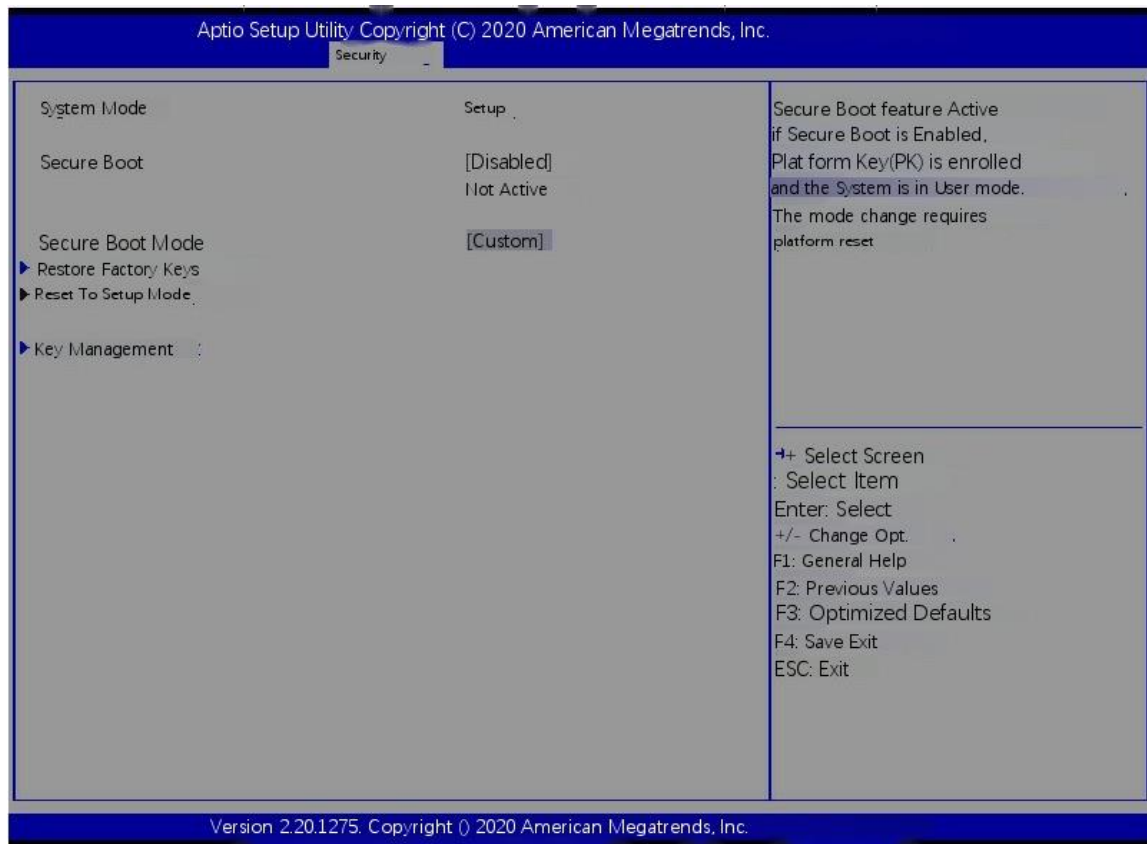 Aptio Setup Utility Copyright (C) 2020 American Megatrends, Inc.
Security
System Mode Setup
Secure Boot [Disabled]
Not Active
Secure Boot Mode [Custom]
Restore Factory Keys
Reset To Setup Mode
Key Management
Secure Boot feature Active
if Secure Boot is Enabled,
Plat form Key(PK) is enrolled
and the System is in User mode.
The mode change requires
platform reset
+ Select Screen
: Select Item
Enter: Select
+/- Change Opt.
F1: General Help
F2: Previous Values
F3: Optimized Defaults
F4: Save Exit
ESC: Exit
Version 2.20.1275. Copyright () 2020 American Megatrends, Inc.